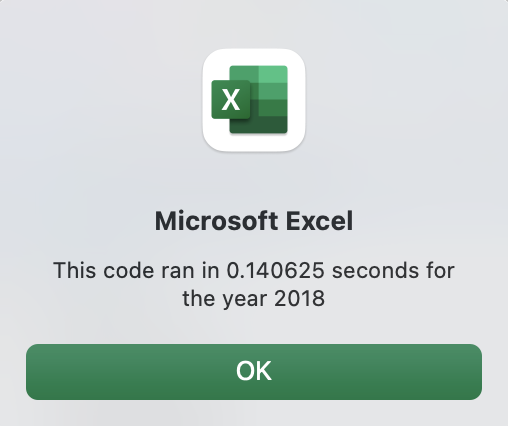 X
Microsoft Excel
This code ran in 0.140625 seconds for
the year 2018
OK